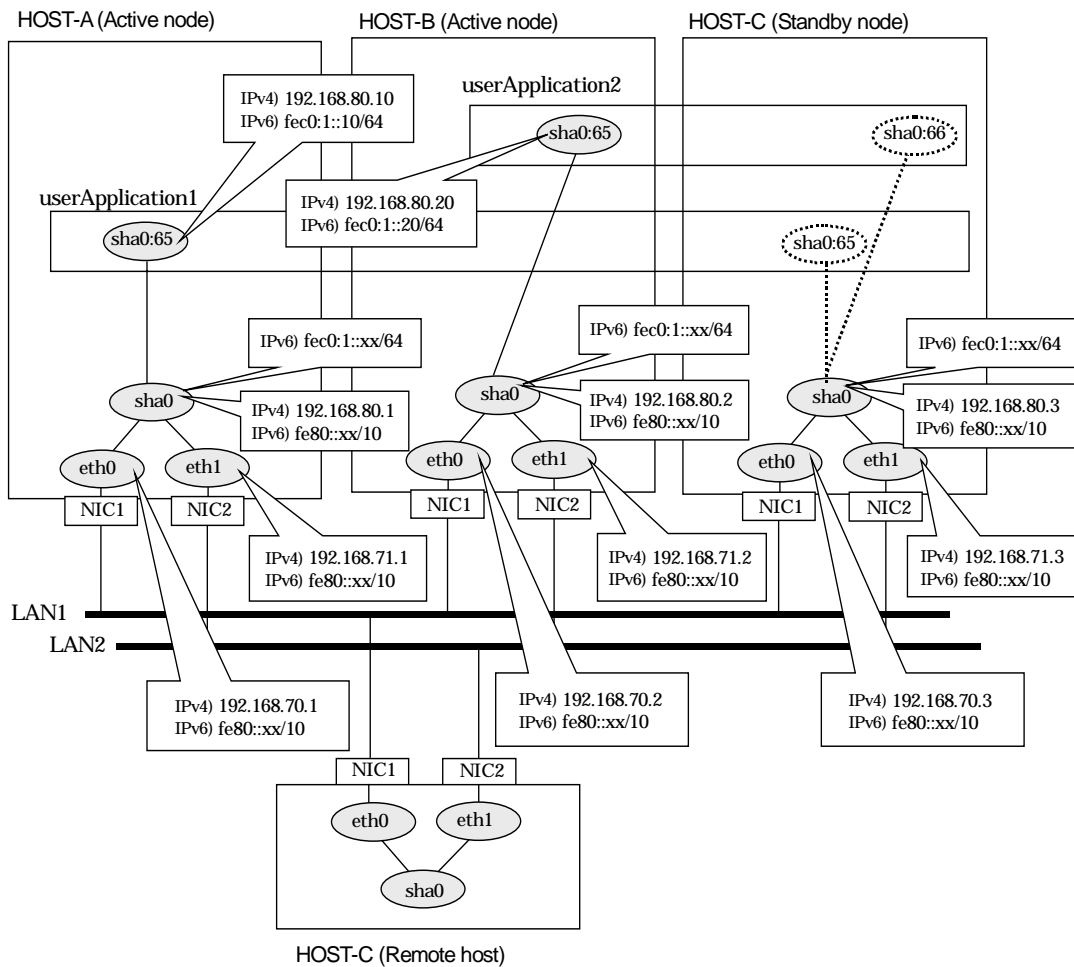 HOST-A (Active node)
HOST-B (Active node)
HOST-C (Standby node)
IPv4) 192.168.80.10
IPv6) fec0:1::10/64
userApplication2
sha0:65
sha0:66
userApplication1
IPv4) 192.168.80.20
IPv6) fec0:1::20/64
sha0:65
sha0:65
IPv6) fec0:1::xx/64
IPv6) fec0:1::xx/64
IPv6) fec0:1::xx/64
sha0
sha0
sha0
IPv4) 192.168.80.1
IPv6) fe80::xx/10
IPv4) 192.168.80.2
IPv6) fe80::xx/10
IPv4) 192.168.80.3
IPv6) fe80::xx/10
eth0
eth1
eth0
eth1
eth0
eth1
NIC1
NIC2
NIC1
NIC2
NIC1
NIC2
IPv4) 192.168.71.1
IPv6) fe80::xx/10
IPv4) 192.168.71.2
IPv6) fe80::xx/10
IPv4) 192.168.71.3
IPv6) fe80::xx/10
LAN1
LAN2
IPv4) 192.168.70.1
IPv6) fe80::xx/10
IPv4) 192.168.70.2
IPv6) fe80::xx/10
IPv4) 192.168.70.3
IPv6) fe80::xx/10
NIC1
NIC2
eth0
eth1
sha0
HOST-C (Remote host)